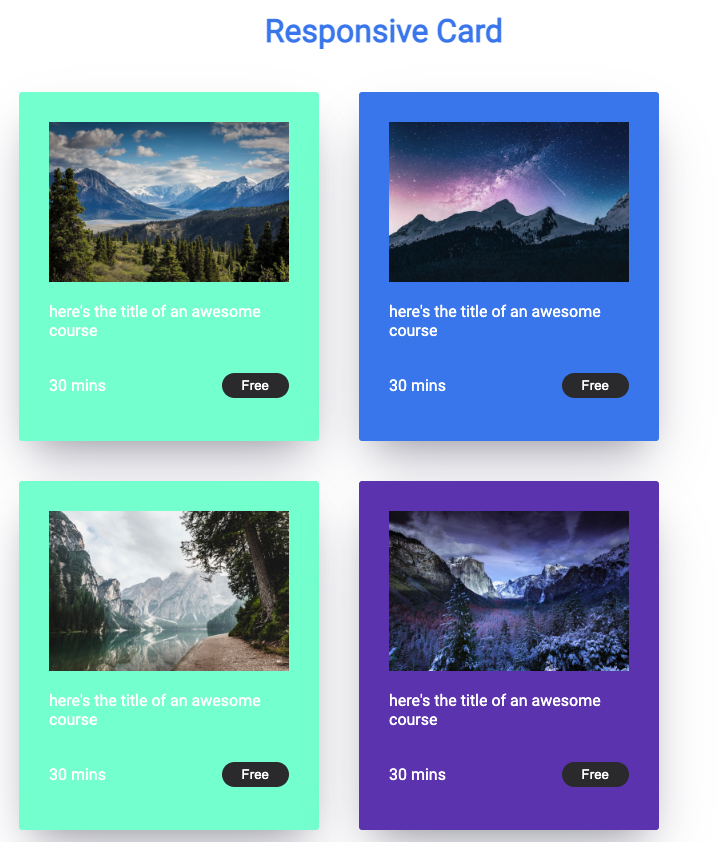 Responsive Card
here's the title of an awesome
course
30 mins
Free
here's the title of an awesome
course
30 mins
Free
here's the title of an awesome
course
30 mins
Free
here's the title of an awesome
course
30 mins
Free